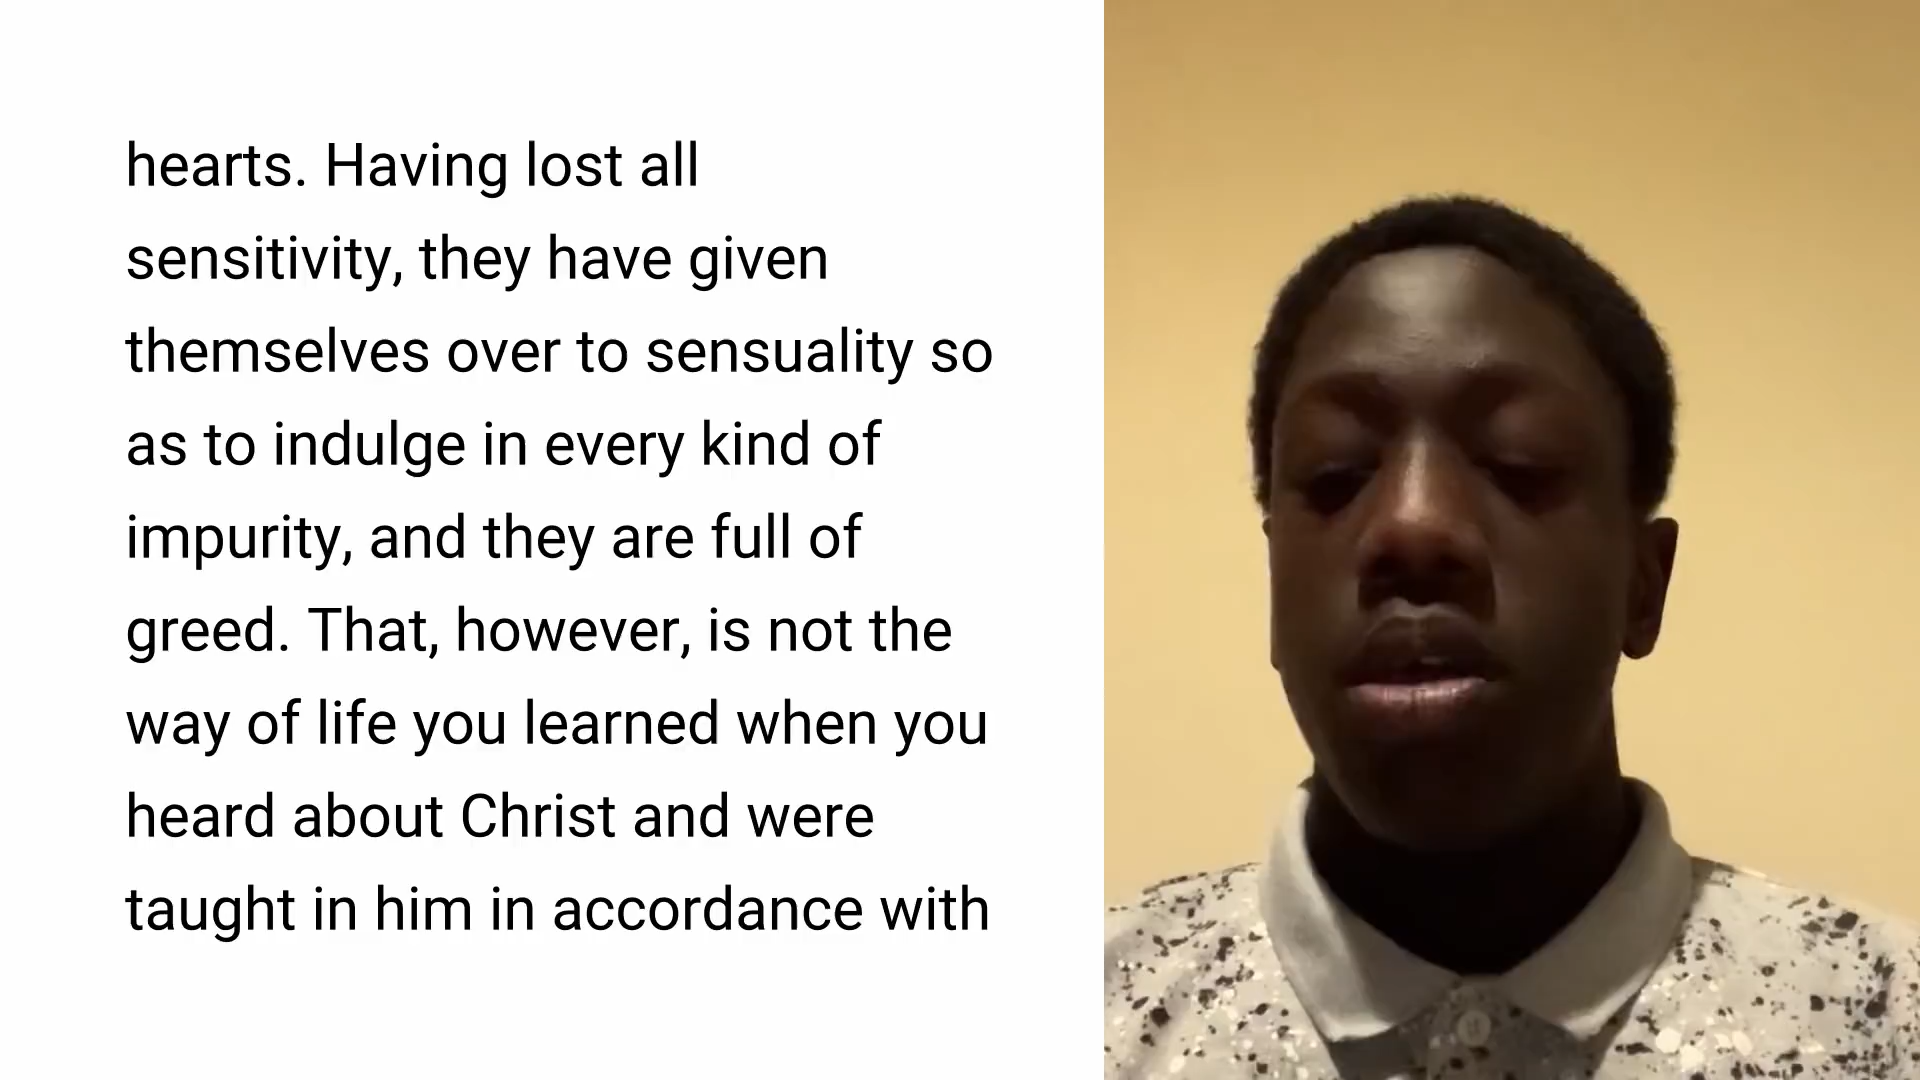 hearts. Having lost all
sensitivity, they have given
themselves over to sensuality so
as to indulge in every kind of
impurity, and they are full of
greed. That, however, is not the
way of life you learned when you
heard about Christ and were
taught in him in accordance with